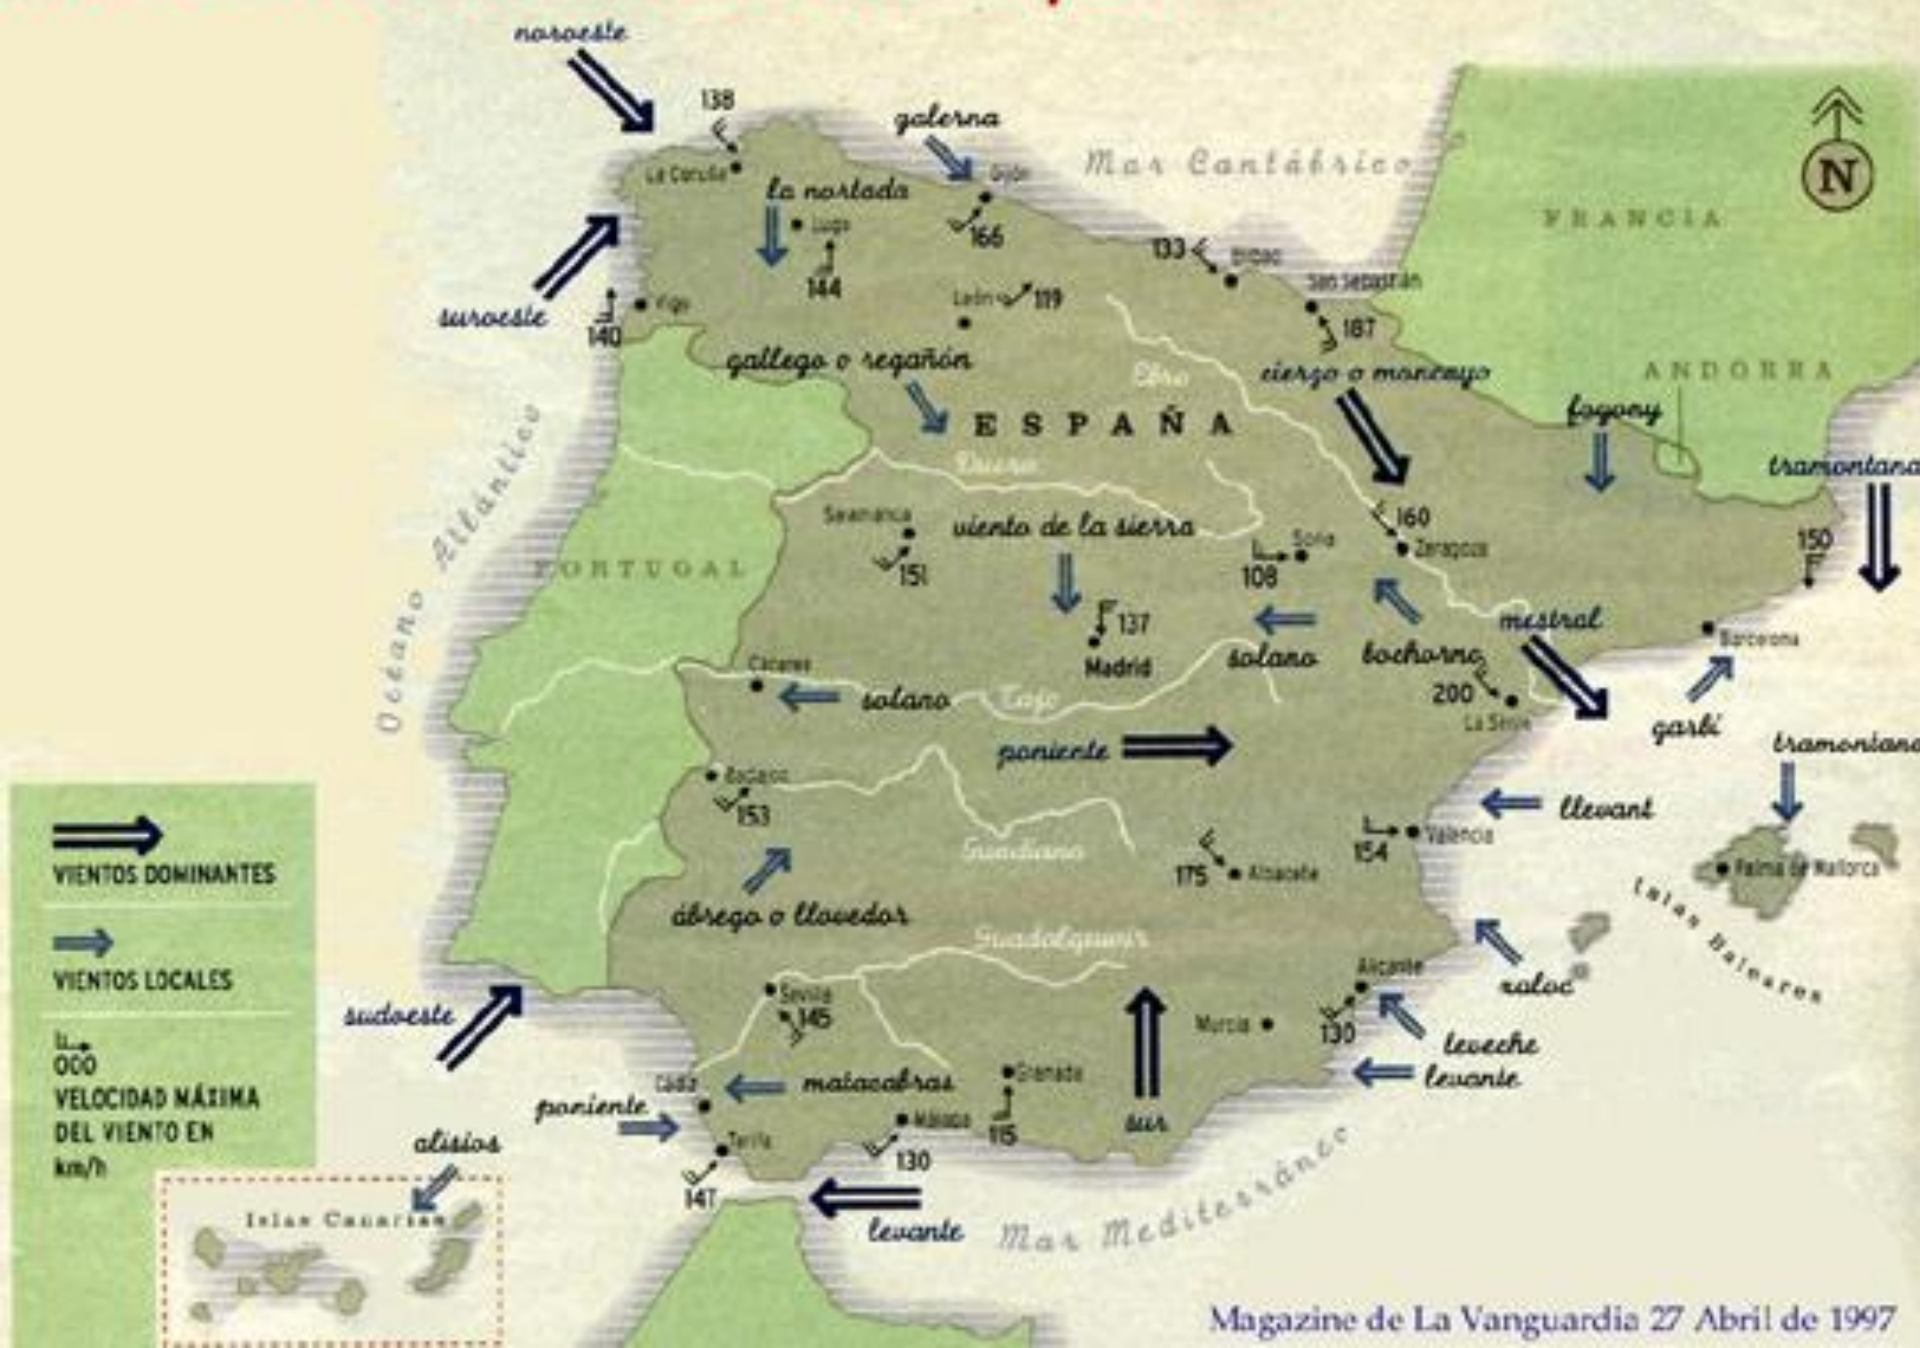 noroeste
138
galerna
La Coruña
Mar Cantábrico
la nortada
Gijón
N
FRANCIA
Lugo
166
133
Bilbao
suroeste
144
León
119
San Sebastián
Vigo
140
187
gallego o regañón
Ebro
cierzo o moncayo
ANDORRA
fogony
ESPAÑA
Duero
tramontana
Océano Atlántico
Salamanca
viento de la sierra
160
Zaragoza
150
Soria
108
151
PORTUGAL
137
Madrid
mestral
Barcelona
solano
bochorno
Cáceres
solano
Tajo
200
La Senia
garbí
poniente
tramontana
Badajoz
153
llevant
154
Valencia
Guadiana
175
Albacete
Palma de Mallorca
Islas Baleares
VIENTOS DOMINANTES
ábrego o llovedor
Guadalquivir
VIENTOS LOCALES
Alicante
xaloc
sudoeste
Sevilla
145
Murcia
130
leveche
levante
000
VELOCIDAD MÁXIMA
DEL VIENTO EN
km/h
Cádiz
matacabras
Granada
poniente
Málaga
115
sur
Tarifa
130
alisios
147
levante
Mar Mediterráneo
Islas Canarias
Magazine de La Vanguardia 27 Abril de 1997